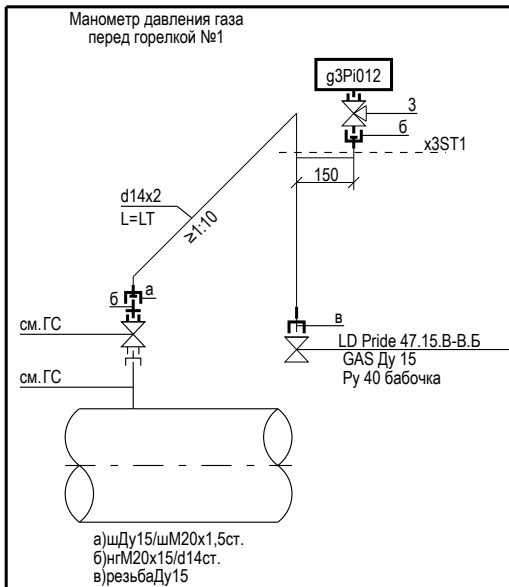 Манометр давления газа
перед горелкой №1
g3Pi012
3
б
x3ST1
150
d14x2
L=LT
≥1:10
а
б
см.ГС
в
LD Pride 47.15.В-В.Б
GAS Ду 15
Ру 40 бабочка
см.ГС
а)шДу15/шМ20х1,5ст.
б)нгМ20х15/d14ст.
в)резьбаДу15